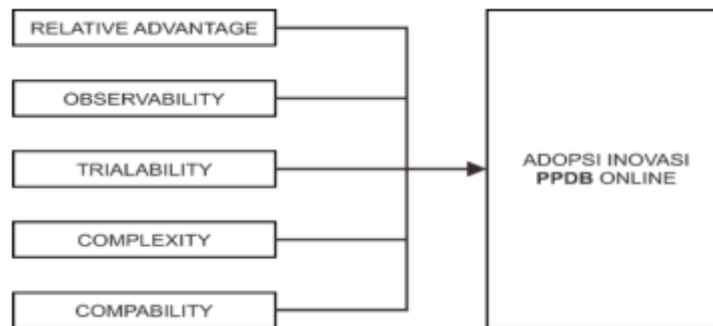 RELATIVE ADVANTAGE
OBSERVABILITY
TRIALABILITY
COMPLEXITY
COMPABILITY
ADOPSI INOVASI
PPDB ONLINE